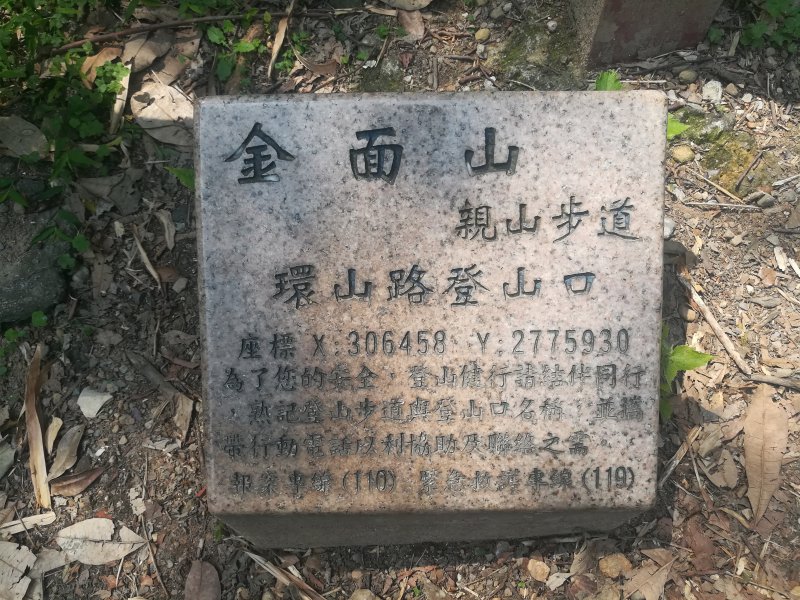 金面山
親山步道
環山路登山口
座標 X:306458 Y:2775930
為了您的安全,登山健行請結伴同行
,熟記登山步道與登山口名稱,並攜
帶行動電話以利協助及聯絡之需。
報案專線(110) 緊急救護專線(119)